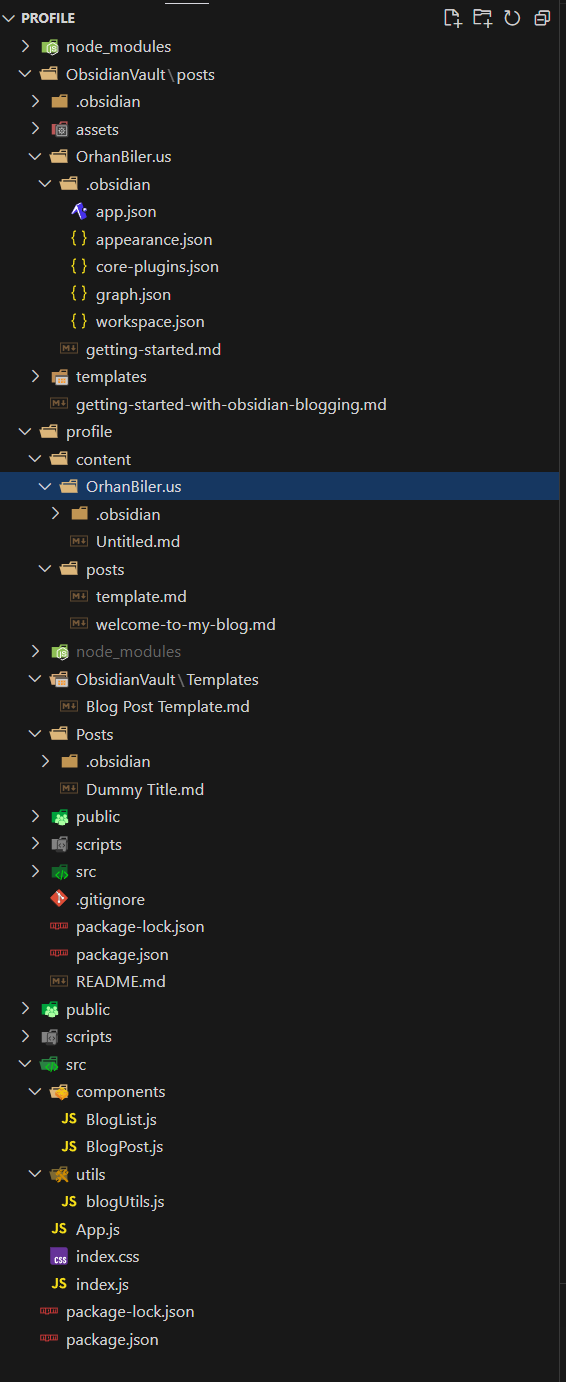 PROFILE
node_modules
ObsidianVault\posts
.obsidian
assets
OrhanBiler.us
.obsidian
app.json
{ } appearance.json
{ } core-plugins.json
{ } graph.json
{ } workspace.json
M↓ getting-started.md
templates
M↓ getting-started-with-obsidian-blogging.md
profile
content
OrhanBiler.us
.obsidian
M↓ Untitled.md
posts
M↓ template.md
M↓ welcome-to-my-blog.md
node_modules
ObsidianVault\Templates
M↓ Blog Post Template.md
Posts
.obsidian
M↓ Dummy Title.md
public
scripts
src
.gitignore
package-lock.json
package.json
M↓ README.md
public
scripts
src
components
JS BlogList.js
JS BlogPost.js
utils
JS blogUtils.js
JS App.js
css index.css
JS index.js
package-lock.json
package.json